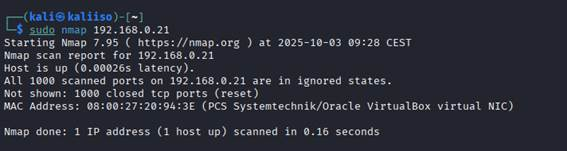 ┌──(kali㉿kaliiso)-[~]
└─$ sudo nmap 192.168.0.21
Starting Nmap 7.95 ( https://nmap.org ) at 2025-10-03 09:28 CEST
Nmap scan report for 192.168.0.21
Host is up (0.00026s latency).
All 1000 scanned ports on 192.168.0.21 are in ignored states.
Not shown: 1000 closed tcp ports (reset)
MAC Address: 08:00:27:20:94:3E (PCS Systemtechnik/Oracle VirtualBox virtual NIC)

Nmap done: 1 IP address (1 host up) scanned in 0.16 seconds